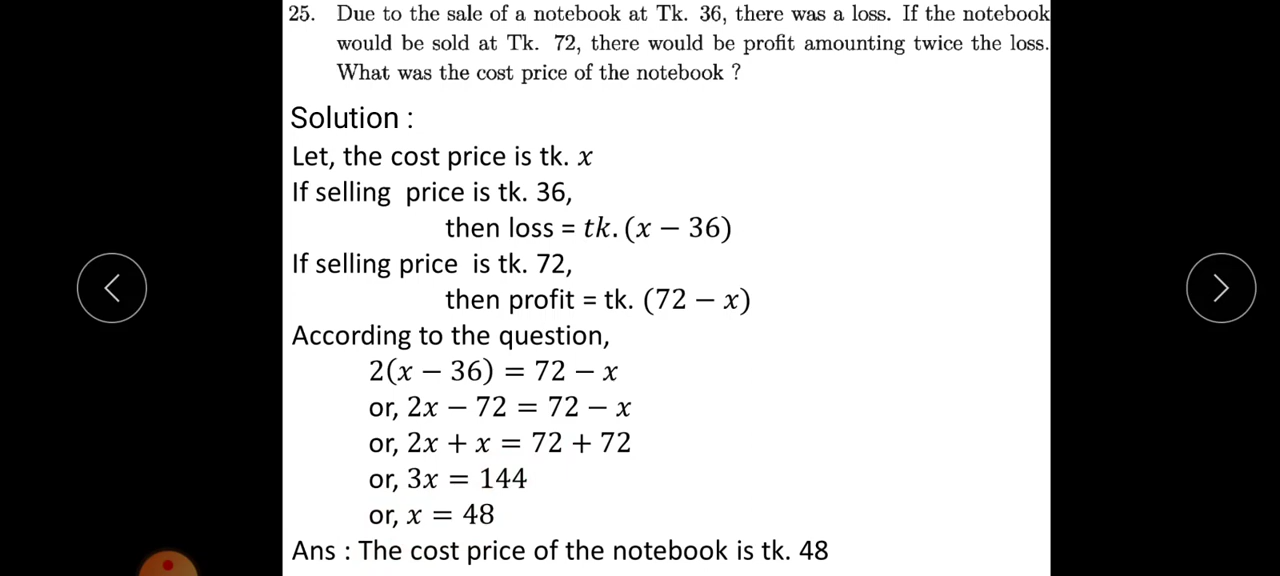 25. Due to the sale of a notebook at Tk. 36, there was a loss. If the notebook
would be sold at Tk. 72, there would be profit amounting twice the loss.
What was the cost price of the notebook ?
Solution :
Let, the cost price is tk. x
If selling price is tk. 36,
then loss = tk. (x − 36)
If selling price is tk. 72,
then profit = tk. (72 − x)
According to the question,
2(x − 36) = 72 − x
or, 2x − 72 = 72 − x
or, 2x + x = 72 + 72
or, 3x = 144
or, x = 48
Ans : The cost price of the notebook is tk. 48